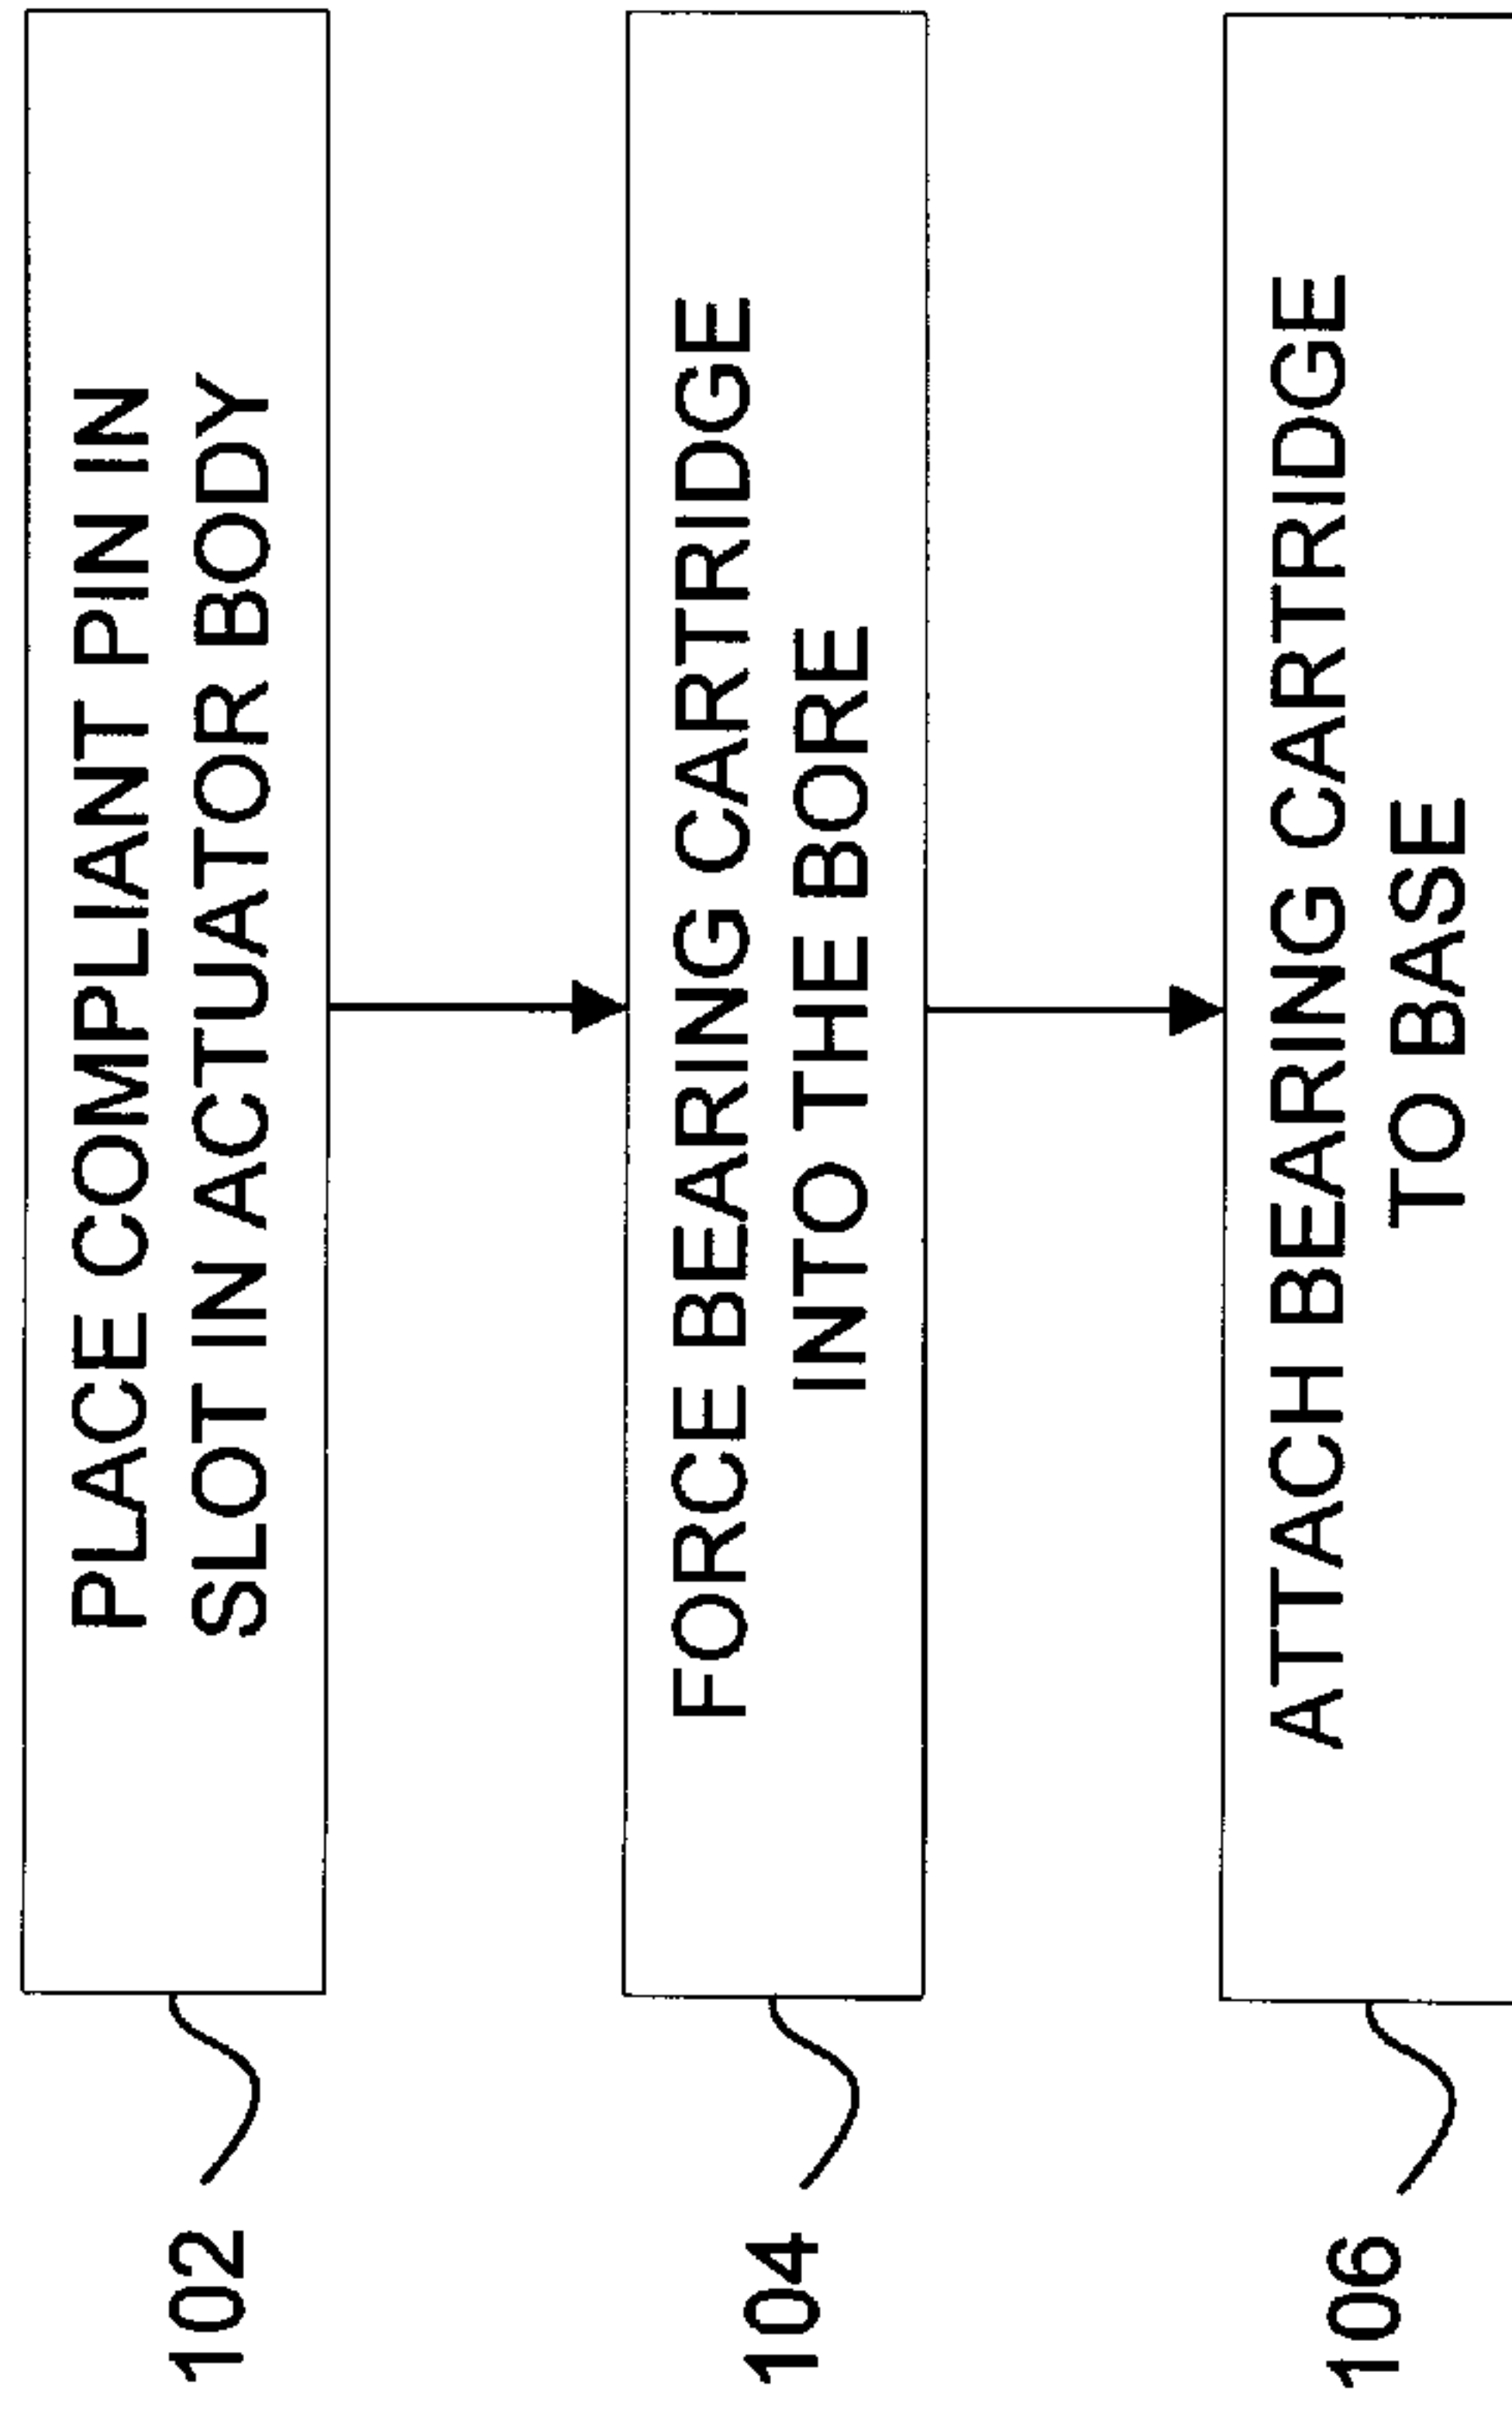 102
PLACE COMPLIANT PIN IN
SLOT IN ACTUATOR BODY
104
FORCE BEARING CARTRIDGE
INTO THE BORE
106
ATTACH BEARING CARTRIDGE
TO BASE